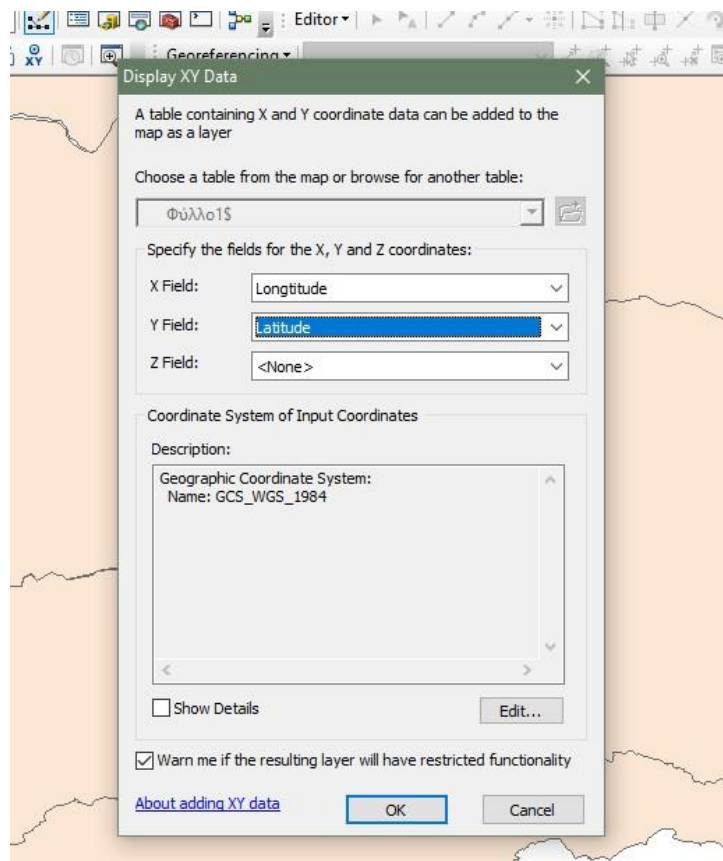 Editor
XY
Georeferencing
Display XY Data
A table containing X and Y coordinate data can be added to the
map as a layer
Choose a table from the map or browse for another table:
Φύλλο1$
Specify the fields for the X, Y and Z coordinates:
X Field:
Longtitude
Y Field:
Latitude
Z Field:
<None>
Coordinate System of Input Coordinates
Description:
Geographic Coordinate System:
Name: GCS_WGS_1984
Show Details
Edit...
Warn me if the resulting layer will have restricted functionality
About adding XY data
OK
Cancel